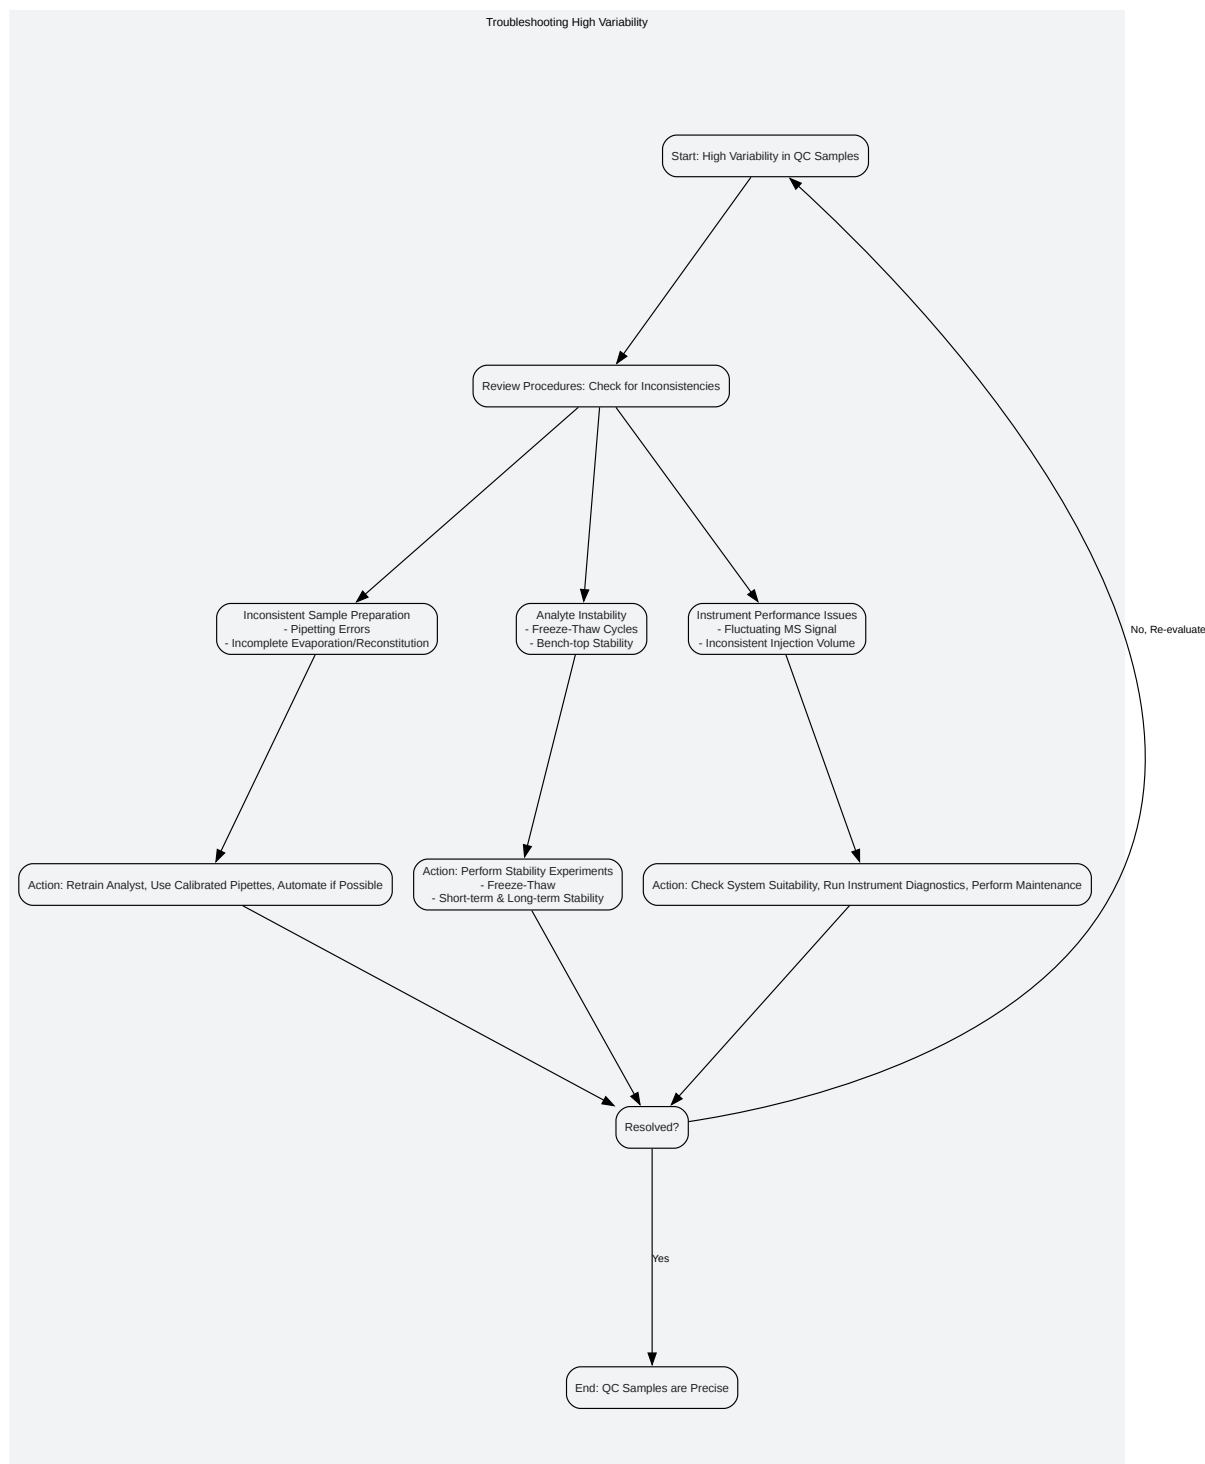 Troubleshooting High Variability
Start: High Variability in QC Samples
Review Procedures: Check for Inconsistencies
Inconsistent Sample Preparation
- Pipetting Errors
- Incomplete Evaporation/Reconstitution
Analyte Instability
- Freeze-Thaw Cycles
- Bench-top Stability
Instrument Performance Issues
- Fluctuating MS Signal
- Inconsistent Injection Volume
No, Re-evaluate
Action: Retrain Analyst, Use Calibrated Pipettes, Automate if Possible
Action: Perform Stability Experiments
- Freeze-Thaw
- Short-term & Long-term Stability
Action: Check System Suitability, Run Instrument Diagnostics, Perform Maintenance
Resolved?
Yes
End: QC Samples are Precise